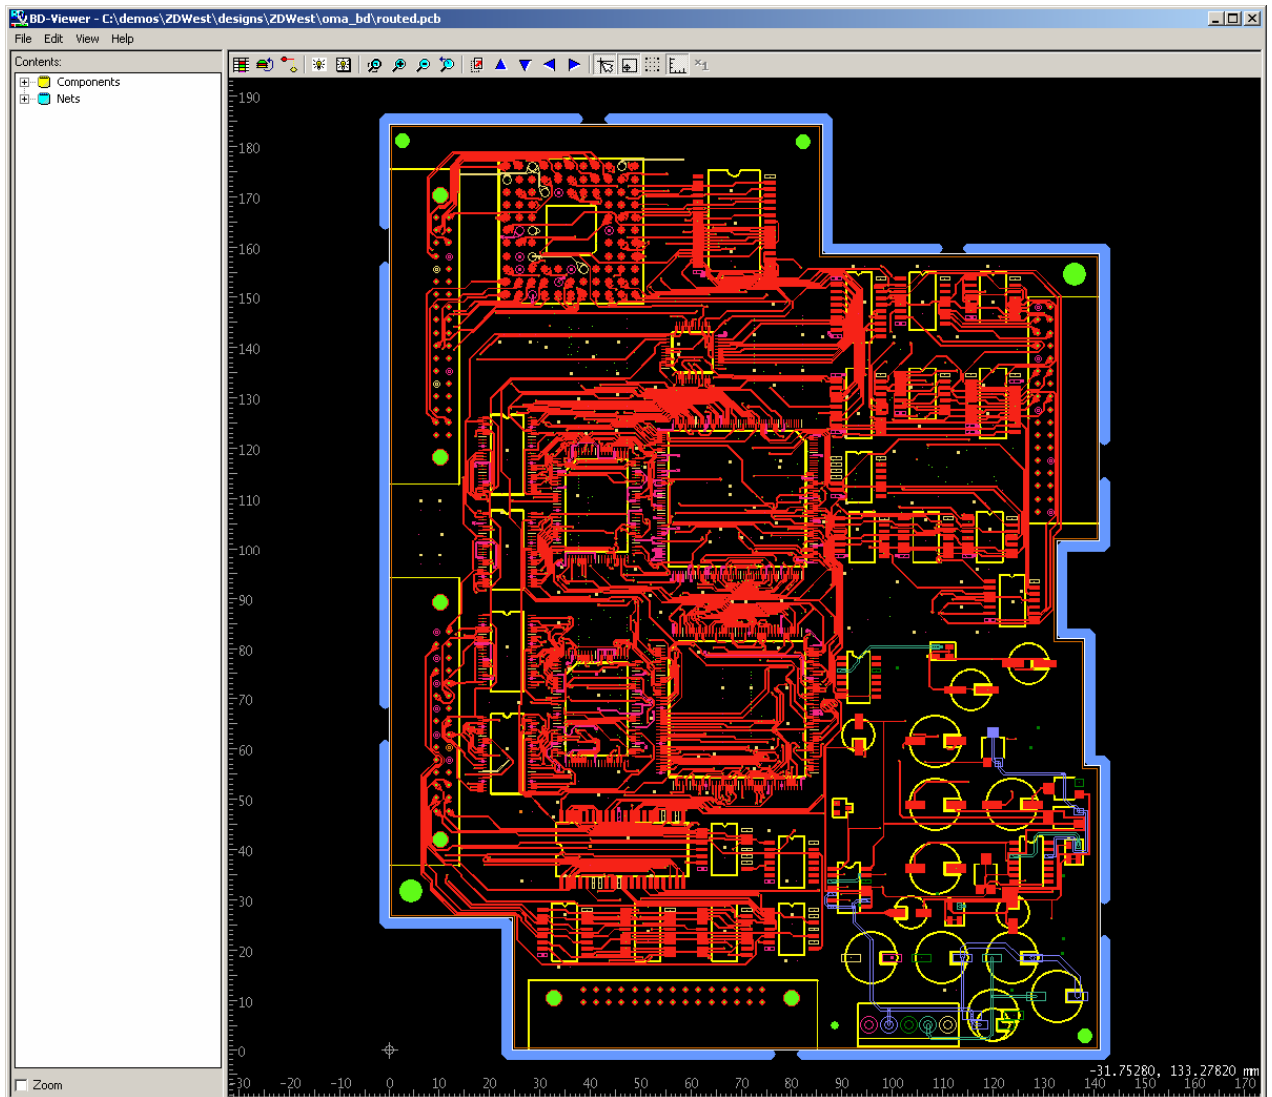 BD-Viewer - C:\demos\ZDWest\designs\ZDWest\oma_bd\routed.pcb
File Edit View Help
Contents:
Components
Nets
x1
190
180
170
160
150
140
130
120
110
100
90
80
70
60
50
40
30
20
10
0
-31.75280, 133.27820 mm
-30 -20 -10 0 10 20 30 40 50 60 70 80 90 100 110 120 130 140 150 160 170
Zoom